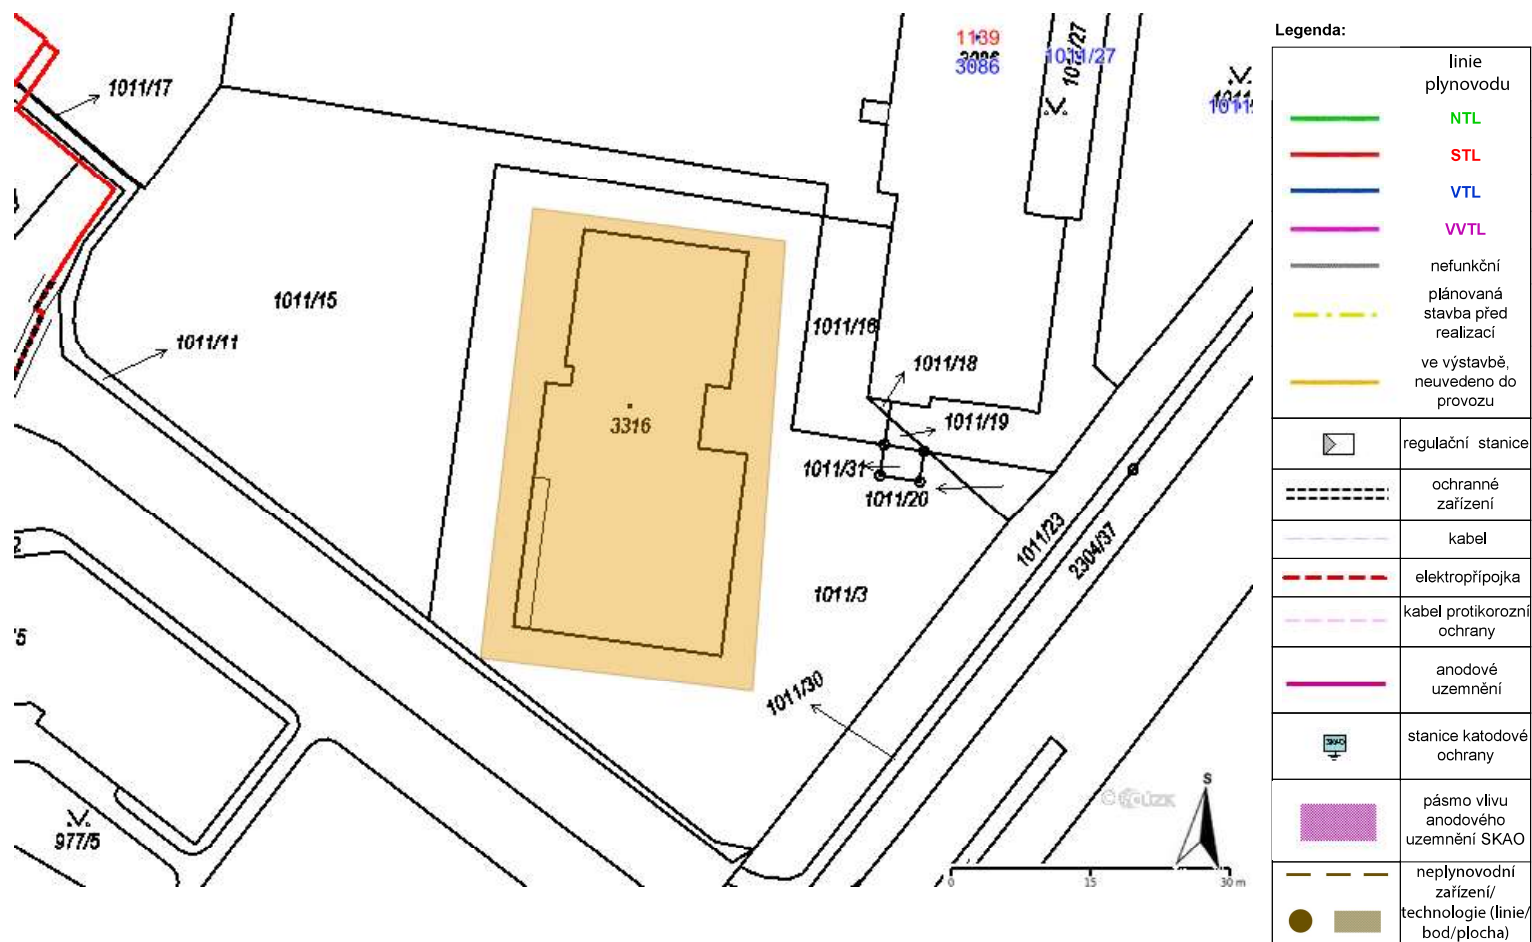 1139
3086
1011/27
1011/27
1011/17
1011/15
1011/11
1011/16
1011/18
1011/19
3316
1011/31
1011/20
1011/23
2304/37
1011/3
1011/30
977/5
S
0 15 30 m
Legenda:
linie
plynovodu
NTL
STL
VTL
VVTL
nefunkční
plánovaná
stavba před
realizací
ve výstavbě,
neuvedeno do
provozu
regulační stanice
ochranné
zařízení
kabel
elektropřípojka
kabel protikorozní
ochrany
anodové
uzemnění
SKAO
stanice katodové
ochrany
pásmo vlivu
anodového
uzemnění SKAO
neplynovodní
zařízení/
technologie (linie/
bod/plocha)